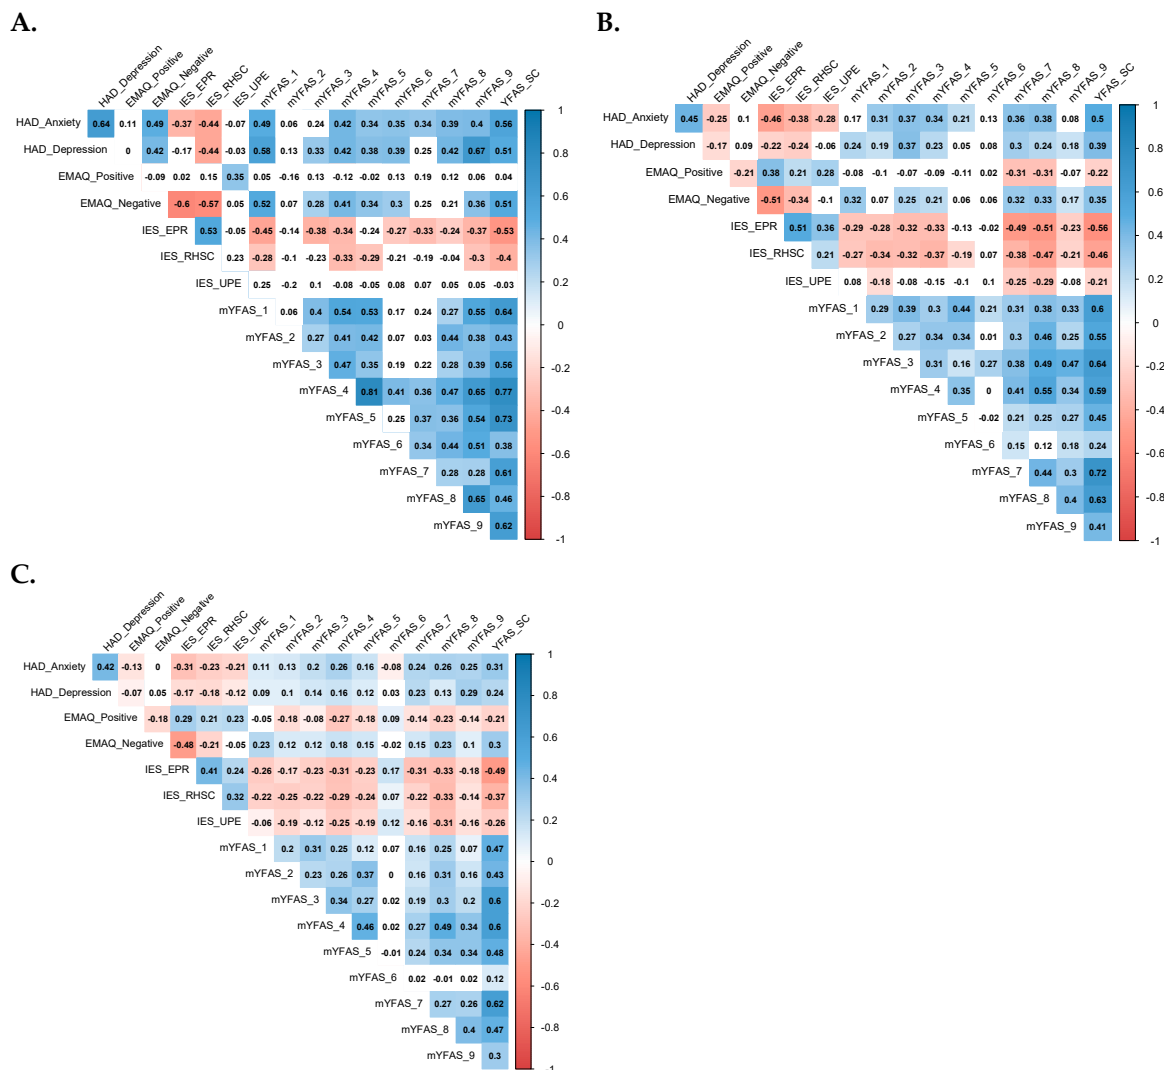 A.
HAD_Depression
EMAQ_Positive
EMAQ_Negative
IES_EPR
IES_RHSC
IES_UPE
mYFAS_1
mYFAS_2
mYFAS_3
mYFAS_4
mYFAS_5
mYFAS_6
mYFAS_7
mYFAS_8
mYFAS_9
YFAS_SC
HAD_Anxiety 0.64 0.11 0.49 -0.37 -0.44 -0.07 0.49 0.06 0.24 0.42 0.34 0.35 0.34 0.39 0.4 0.56
HAD_Depression 0 0.42 -0.17 -0.44 -0.03 0.58 0.13 0.33 0.42 0.38 0.39 0.25 0.42 0.67 0.51
EMAQ_Positive -0.09 0.02 0.15 0.35 0.05 -0.16 0.13 -0.12 -0.02 0.13 -0.19 0.12 0.06 0.04
EMAQ_Negative -0.6 -0.57 0.05 0.52 0.07 0.28 0.41 0.34 0.3 0.21 0.21 0.36 0.51
IES_EPR 0.53 -0.05 -0.45 -0.14 -0.38 -0.34 -0.24 -0.27 -0.33 -0.24 -0.37 -0.53
IES_RHSC 0.23 -0.28 -0.1 -0.23 -0.33 -0.29 -0.21 -0.19 -0.04 -0.3 -0.4
IES_UPE 0.25 -0.2 0.1 -0.08 -0.05 0.08 0.07 0.05 0.05 -0.03
mYFAS_1 0.06 0.4 0.54 0.53 0.17 0.24 0.27 0.55 0.64
mYFAS_2 0.27 0.41 0.42 0.07 0.03 0.44 0.38 0.43
mYFAS_3 0.47 0.35 0.19 0.22 0.28 0.39 0.56
mYFAS_4 0.81 0.41 0.36 0.47 0.65 0.77
mYFAS_5 0.25 0.37 0.36 0.54 0.73
mYFAS_6 0.34 0.44 0.51 0.38
mYFAS_7 0.28 0.28 0.61
mYFAS_8 0.65 0.46
mYFAS_9 0.62
1
0.8
0.6
0.4
0.2
0
-0.2
-0.4
-0.6
-0.8
-1
B.
HAD_Depression
EMAQ_Positive
EMAQ_Negative
IES_EPR
IES_RHSC
IES_UPE
mYFAS_1
mYFAS_2
mYFAS_3
mYFAS_4
mYFAS_5
mYFAS_6
mYFAS_7
mYFAS_8
mYFAS_9
YFAS_SC
HAD_Anxiety 0.45 -0.25 0.1 -0.46 -0.38 -0.28 0.17 0.31 0.37 0.34 0.21 0.13 0.36 0.38 0.08 0.5
HAD_Depression -0.17 0.09 -0.22 -0.24 -0.06 0.24 0.19 0.37 0.23 0.13 0.02 0.3 0.24 0.18 0.39
EMAQ_Positive -0.21 0.38 0.21 0.28 -0.08 -0.1 -0.07 -0.09 -0.11 0.02 -0.31 -0.31 -0.07 -0.22
EMAQ_Negative -0.51 -0.34 -0.1 0.32 0.07 0.25 0.21 0.06 0.06 0.32 0.33 0.17 0.35
IES_EPR 0.51 0.36 -0.29 -0.28 -0.32 -0.33 -0.13 -0.02 -0.49 -0.51 -0.23 -0.56
IES_RHSC 0.21 -0.27 -0.34 -0.32 -0.37 -0.19 0.07 -0.38 -0.47 -0.21 -0.46
IES_UPE 0.08 -0.18 -0.08 -0.15 -0.1 0.1 -0.25 -0.29 -0.08 -0.21
mYFAS_1 0.29 0.39 0.3 0.44 0.21 0.31 0.38 0.33 0.6
mYFAS_2 0.27 0.34 0.34 0.01 0.3 0.46 0.25 0.55
mYFAS_3 0.31 0.16 0.27 0.38 0.49 0.47 0.64
mYFAS_4 0.35 0 0.41 0.55 0.34 0.59
mYFAS_5 -0.02 0.21 0.25 0.27 0.45
mYFAS_6 0.15 0.12 0.18 0.24
mYFAS_7 0.44 0.3 0.72
mYFAS_8 0.4 0.63
mYFAS_9 0.41
1
0.8
0.6
0.4
0.2
0
-0.2
-0.4
-0.6
-0.8
-1
C.
HAD_Depression
EMAQ_Positive
EMAQ_Negative
IES_EPR
IES_RHSC
IES_UPE
mYFAS_1
mYFAS_2
mYFAS_3
mYFAS_4
mYFAS_5
mYFAS_6
mYFAS_7
mYFAS_8
mYFAS_9
YFAS_SC
HAD_Anxiety 0.42 -0.13 0 -0.31 -0.23 -0.21 0.11 0.13 0.2 0.26 0.16 -0.08 0.24 0.26 0.25 0.31
HAD_Depression -0.07 0.05 -0.17 -0.18 -0.12 0.09 0.1 0.14 0.16 0.12 0.03 0.23 0.13 0.29 0.24
EMAQ_Positive -0.18 0.29 0.21 0.23 -0.05 -0.18 -0.08 -0.27 -0.18 0.09 -0.14 -0.23 -0.14 -0.21
EMAQ_Negative -0.48 -0.21 -0.05 0.23 0.12 0.12 0.18 0.15 -0.02 0.15 0.23 0.1 0.3
IES_EPR 0.41 0.24 -0.26 -0.17 -0.23 -0.31 -0.23 0.17 -0.31 -0.33 -0.18 -0.49
IES_RHSC 0.32 -0.22 -0.25 -0.22 -0.29 -0.24 0.07 -0.22 -0.33 -0.14 -0.37
IES_UPE -0.06 -0.19 -0.12 -0.25 -0.19 0.12 -0.16 -0.31 -0.16 -0.26
mYFAS_1 0.2 0.31 0.25 0.12 0.07 0.16 0.25 0.07 0.47
mYFAS_2 0.23 0.26 0.37 0 0.16 0.31 0.16 0.43
mYFAS_3 0.34 0.27 0.02 0.19 0.3 0.2 0.6
mYFAS_4 0.46 0.02 0.27 0.49 0.34 0.6
mYFAS_5 -0.01 0.24 0.34 0.34 0.48
mYFAS_6 0.02 -0.01 0.02 0.12
mYFAS_7 0.27 0.26 0.62
mYFAS_8 0.4 0.47
mYFAS_9 0.3
1
0.8
0.6
0.4
0.2
0
-0.2
-0.4
-0.6
-0.8
-1